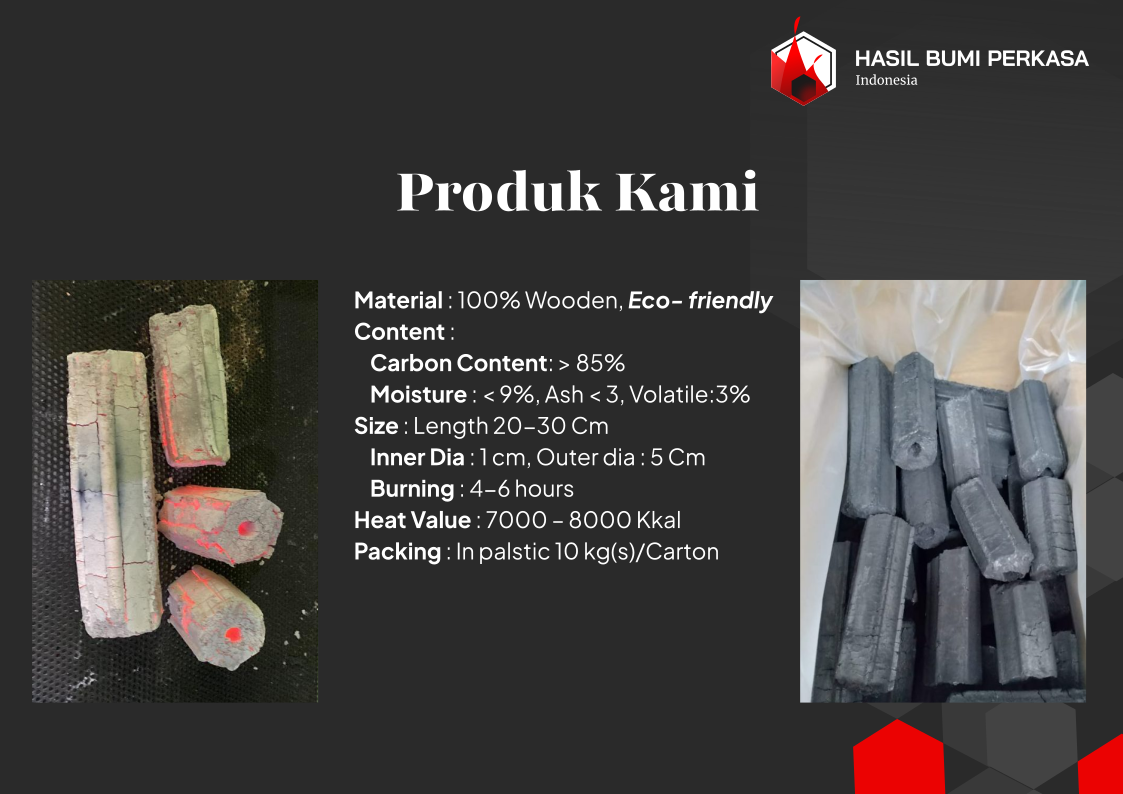 HASIL BUMI PERKASA
Indonesia
Produk Kami
Material : 100% Wooden, Eco- friendly
Content :
Carbon Content: > 85%
Moisture : < 9%, Ash < 3, Volatile:3%
Size : Length 20–30 Cm
Inner Dia : 1 cm, Outer dia : 5 Cm
Burning : 4–6 hours
Heat Value : 7000 – 8000 Kkal
Packing : In palstic 10 kg(s)/Carton